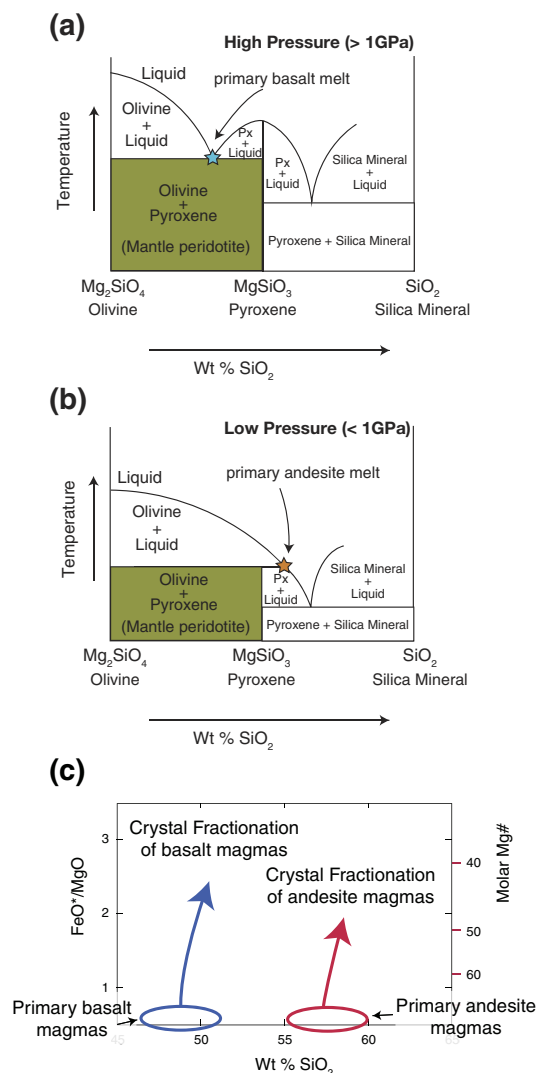 (a)
High Pressure (> 1GPa)
Liquid
primary basalt melt
Olivine
+
Liquid
Px
+
Liquid
Px
+
Liquid
Silica Mineral
+
Liquid
Temperature
Olivine
+
Pyroxene
(Mantle peridotite)
Pyroxene + Silica Mineral
Mg₂SiO₄
Olivine
MgSiO₃
Pyroxene
SiO₂
Silica Mineral
Wt % SiO₂
(b)
Low Pressure (< 1GPa)
Liquid
primary andesite melt
Olivine
+
Liquid
Temperature
Olivine
+
Pyroxene
(Mantle peridotite)
Px
+
Liquid
Silica Mineral
+
Liquid
Pyroxene + Silica Mineral
Mg₂SiO₄
Olivine
MgSiO₃
Pyroxene
SiO₂
Silica Mineral
Wt % SiO₂
(c)
Crystal Fractionation
of basalt magmas
Crystal Fractionation
of andesite magmas
FeO*/MgO
3
2
1
Molar Mg#
40
50
60
Primary basalt
magmas
Primary andesite
magmas
45 50 55 60 65
Wt % SiO₂